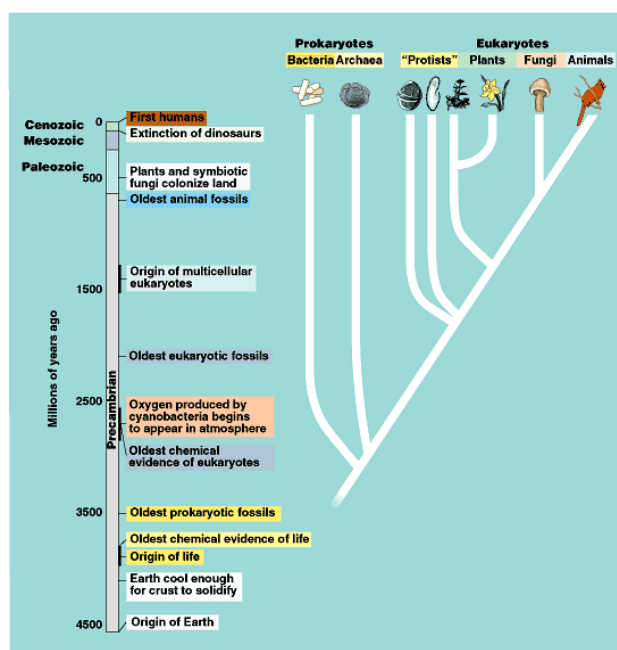 Prokaryotes
Eukaryotes
Bacteria
Archaea
“Protists”
Plants
Fungi
Animals
Cenozoic
Mesozoic
Paleozoic
Precambrian
Millions of years ago
0
500
1500
2500
3500
4500
First humans
Extinction of dinosaurs
Plants and symbiotic
fungi colonize land
Oldest animal fossils
Origin of multicellular
eukaryotes
Oldest eukaryotic fossils
Oxygen produced by
cyanobacteria begins
to appear in atmosphere
Oldest chemical
evidence of eukaryotes
Oldest prokaryotic fossils
Oldest chemical evidence of life
Origin of life
Earth cool enough
for crust to solidify
Origin of Earth